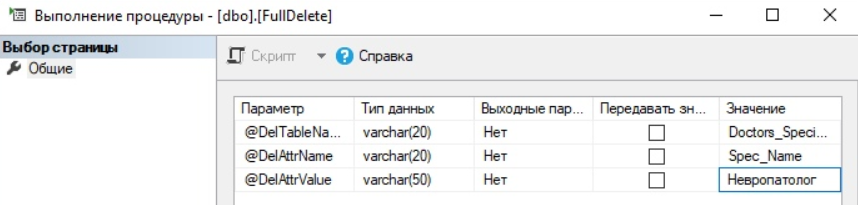 Выполнение процедуры - [dbo].[FullDelete]
Выбор страницы
Общие
Скрипт
Справка
Параметр Тип данных Выходные пар... Передавать зн... Значение
@DelTableNa... varchar(20) Нет Doctors_Speci...
@DelAttrName varchar(20) Нет Spec_Name
@DelAttrValue varchar(50) Нет Невропатолог